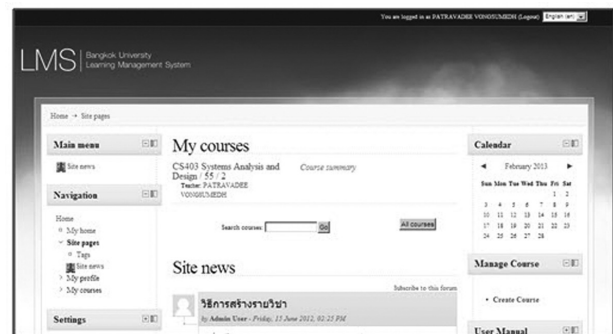 You are logged in as PATRAVADEE VONGSUMEDH (Logout) English (en)
LMS Bangkok University
Learning Management System
Home → Site pages
Main menu
Site news
Navigation
Home
My home
Site pages
Tags
Site news
My profile
My courses
Settings
My courses
CS403 Systems Analysis and
Design / 55 / 2
Teacher: PATRAVADEE
VONGSUMEDH
Course summary
Search courses: Go
All courses
Site news
Subscribe to this forum
วิธีการสร้างรายวิชา
by Admin User - Friday, 15 June 2012, 02:25 PM
Calendar
◄ February 2013 ►
Sun Mon Tue Wed Thu Fri Sat
1 2
3 4 5 6 7 8 9
10 11 12 13 14 15 16
17 18 19 20 21 22 23
24 25 26 27 28
Manage Course
Create Course
User Manual